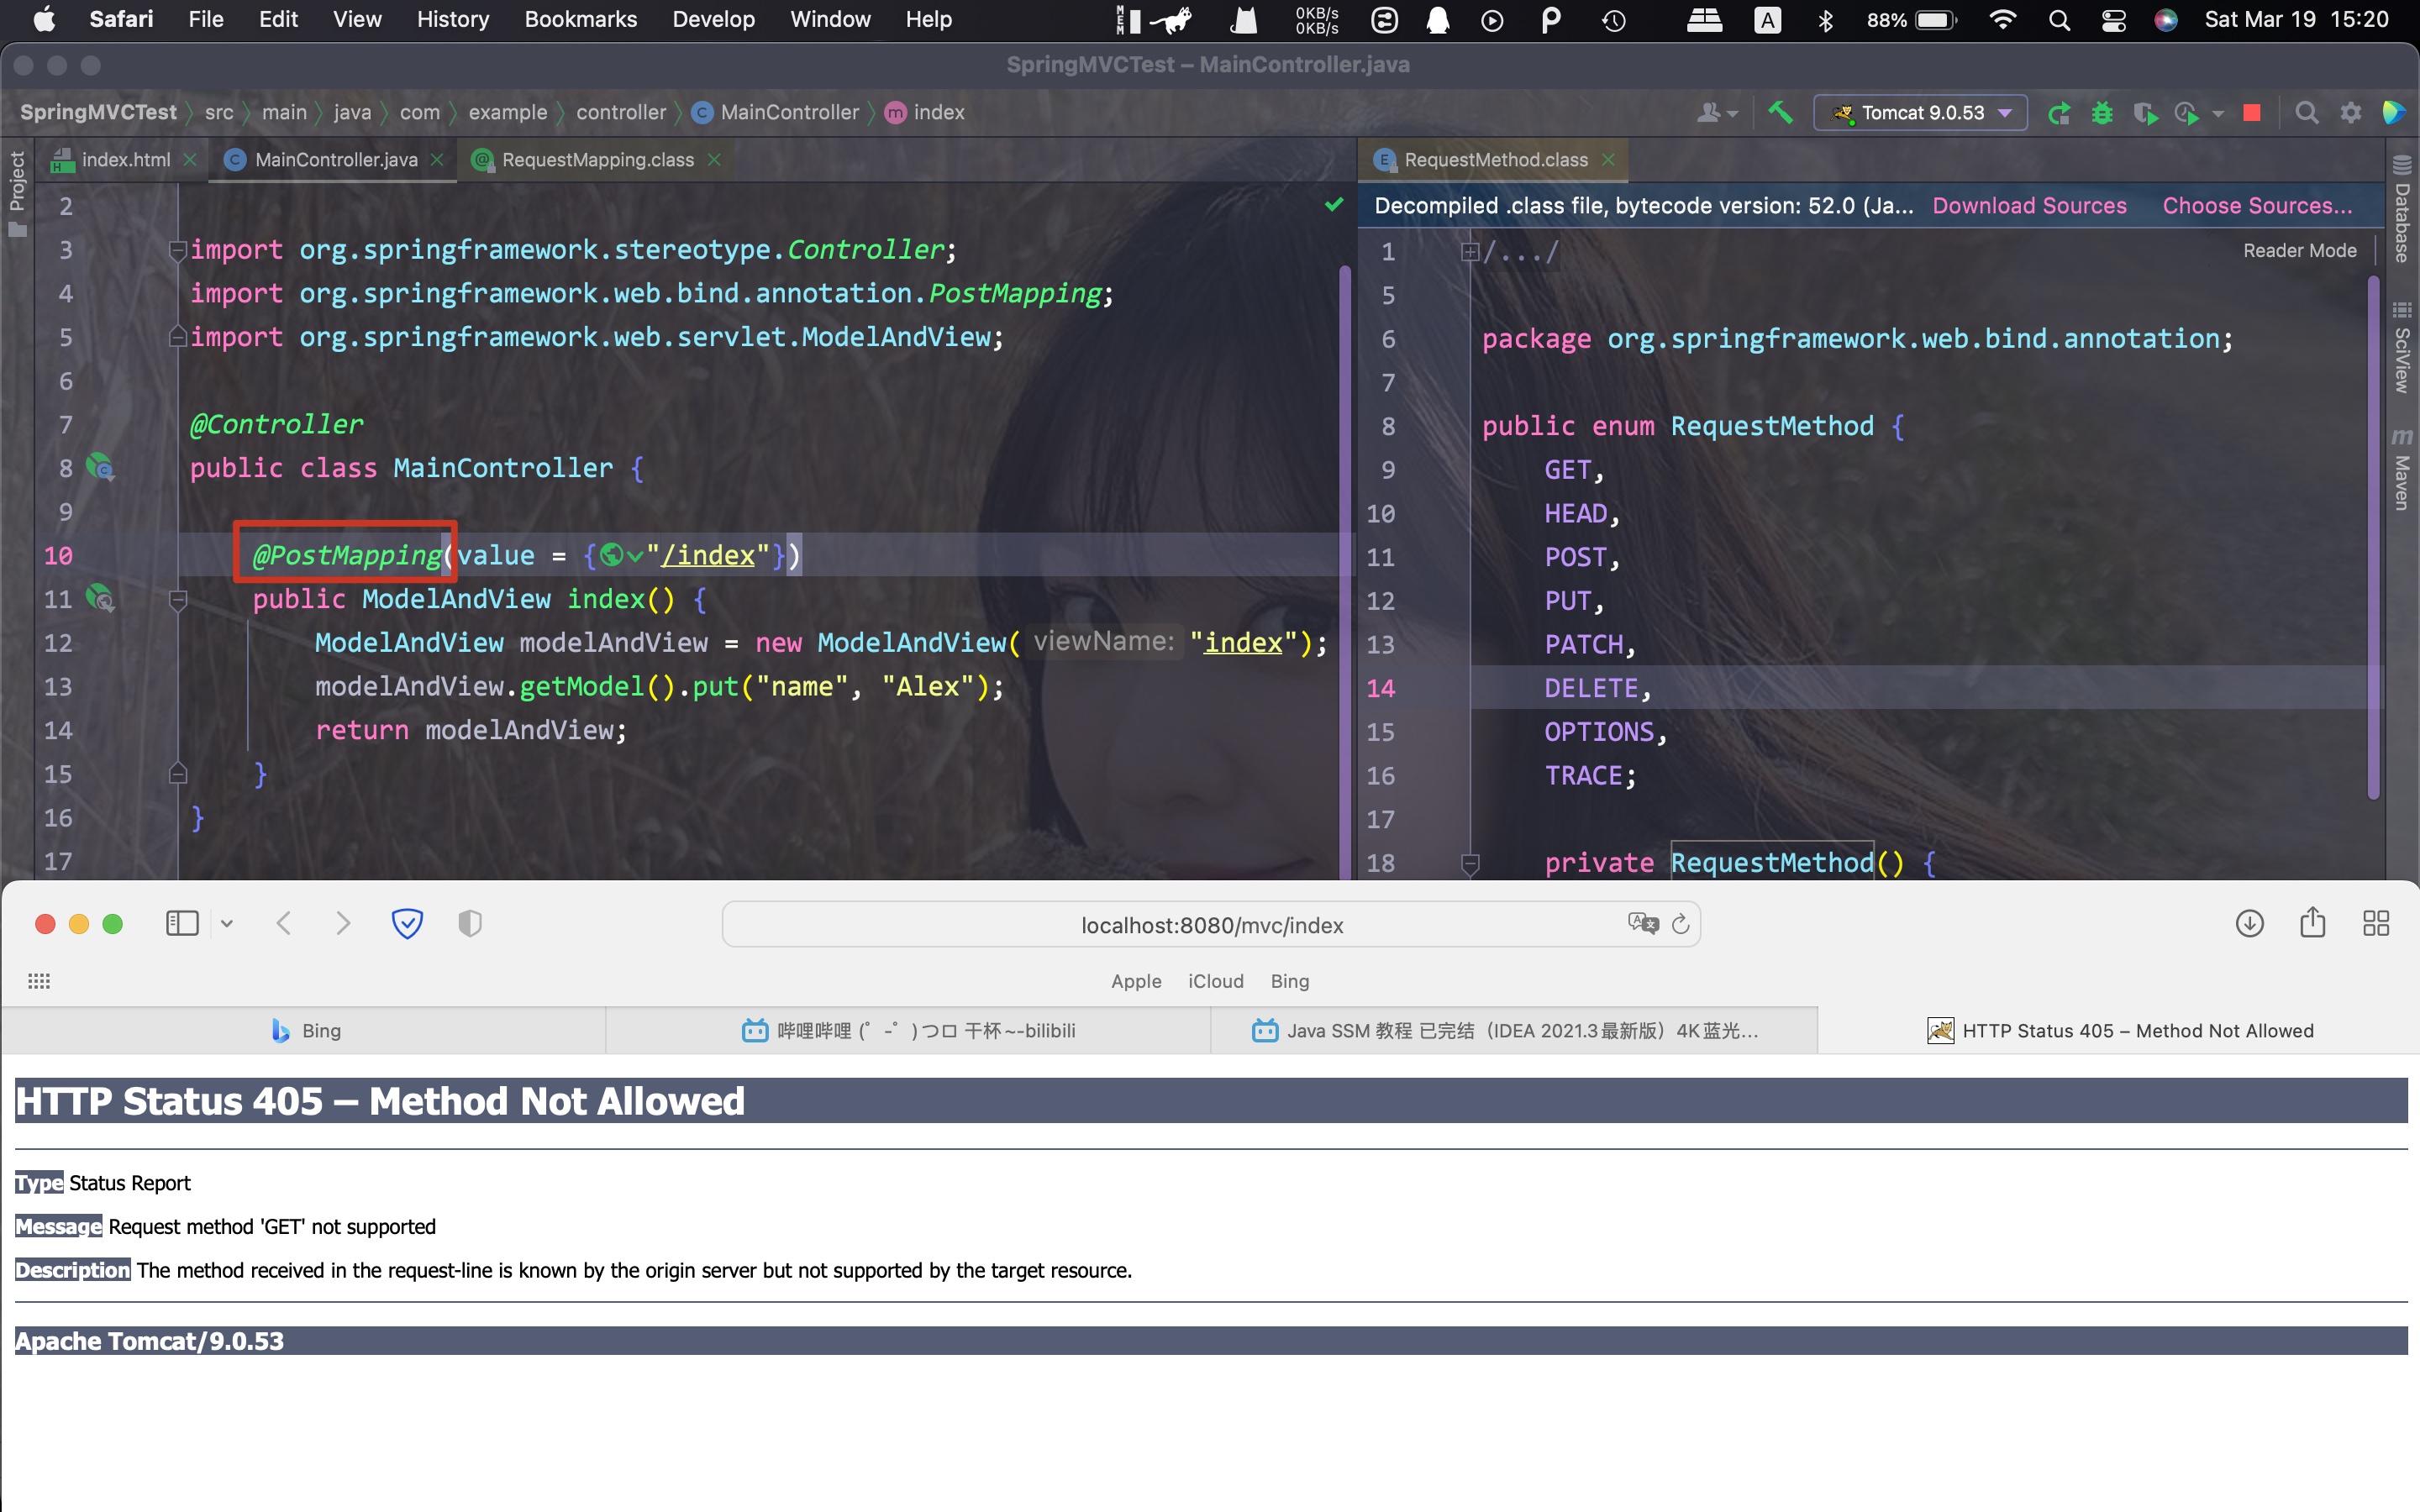 Safari File Edit View History Bookmarks Develop Window Help MEM 0KB/s 0KB/s A 88% Sat Mar 19 15:20
SpringMVCTest – MainController.java
SpringMVCTest src main java com example controller C MainController m index Tomcat 9.0.53
Project
index.html MainController.java RequestMapping.class
2
3 import org.springframework.stereotype.Controller;
4 import org.springframework.web.bind.annotation.PostMapping;
5 import org.springframework.web.servlet.ModelAndView;
6
7 @Controller
8 public class MainController {
9
10 @PostMapping(value = {"/index"})
11 public ModelAndView index() {
12 ModelAndView modelAndView = new ModelAndView( viewName: "index");
13 modelAndView.getModel().put("name", "Alex");
14 return modelAndView;
15 }
16 }
17
RequestMethod.class
Decompiled .class file, bytecode version: 52.0 (Ja... Download Sources Choose Sources...
Reader Mode
1 /.../
5
6 package org.springframework.web.bind.annotation;
7
8 public enum RequestMethod {
9 GET,
10 HEAD,
11 POST,
12 PUT,
13 PATCH,
14 DELETE,
15 OPTIONS,
16 TRACE;
17
18 private RequestMethod() {
Database
SciView
m Maven
localhost:8080/mvc/index
Apple iCloud Bing
Bing
哔哩哔哩 (゜-゜)つロ 干杯~-bilibili
Java SSM 教程 已完结（IDEA 2021.3最新版）4K蓝光...
HTTP Status 405 – Method Not Allowed
HTTP Status 405 – Method Not Allowed
Type Status Report
Message Request method 'GET' not supported
Description The method received in the request-line is known by the origin server but not supported by the target resource.
Apache Tomcat/9.0.53